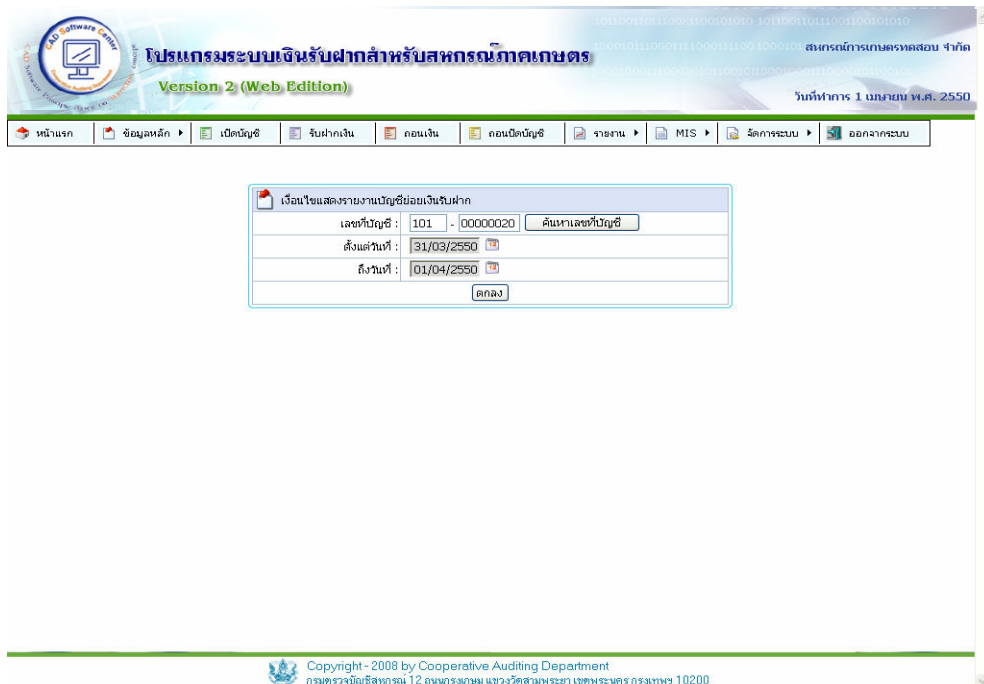 CAD Software Center
โปรแกรมระบบเงินรับฝากสำหรับสหกรณ์ภาคเกษตร
Version 2 (Web Edition)
สหกรณ์การเกษตรทดสอบ จำกัด
วันที่ทำการ 1 เมษายน พ.ศ. 2550
หน้าแรก ข้อมูลหลัก เปิดบัญชี รับฝากเงิน ถอนเงิน ถอนปิดบัญชี รายงาน MIS จัดการระบบ ออกจากระบบ
เงื่อนไขแสดงรายงานบัญชีย่อยเงินรับฝาก
เลขที่บัญชี : 101 - 00000020 ค้นหาเลขที่บัญชี
ตั้งแต่วันที่ : 31/03/2550
ถึงวันที่ : 01/04/2550
ตกลง
Copyright - 2008 by Cooperative Auditing Department
กรมตรวจบัญชีสหกรณ์ 12 ถนนกรุงเกษม แขวงวัดสามพระยา เขตพระนคร กรุงเทพฯ 10200